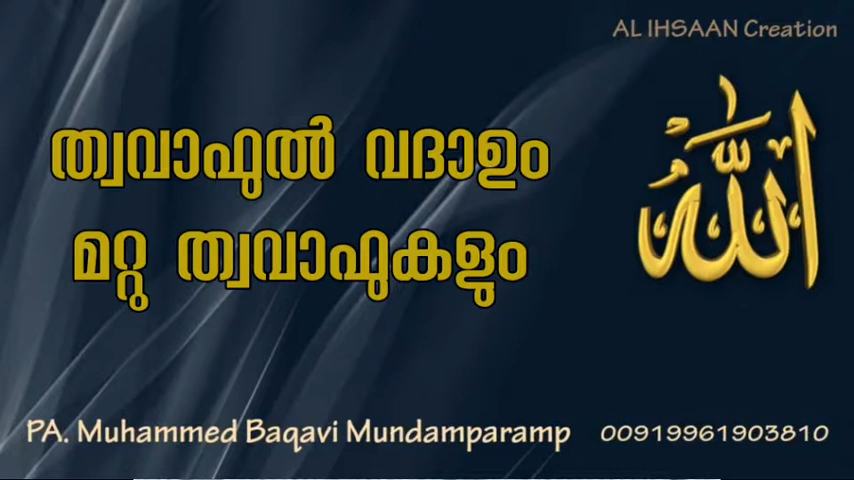 AL IHSAAN Creation
ത്വവാഫുൽ വദാഉം
മറ്റു ത്വവാഫുകളും
الله
PA. Muhammed Baqavi Mundamparamp 00919961903810